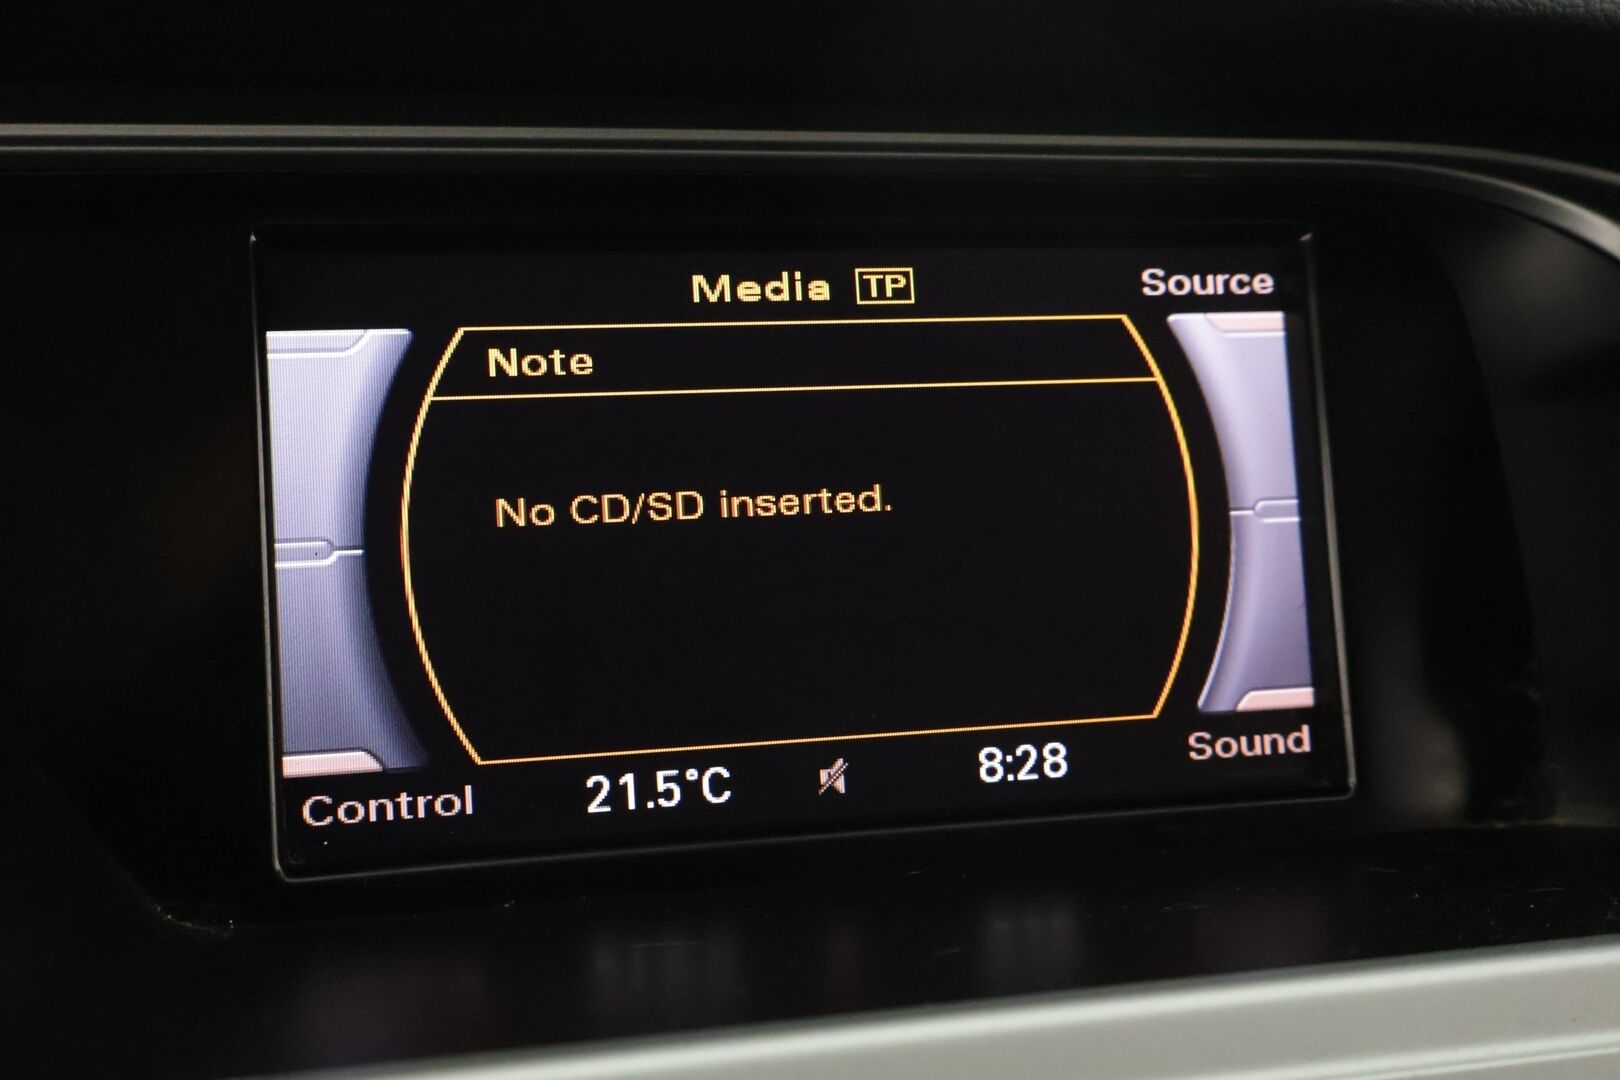 Media TP
Source
Note
No CD/SD inserted.
Control
21.5°C
8:28
Sound